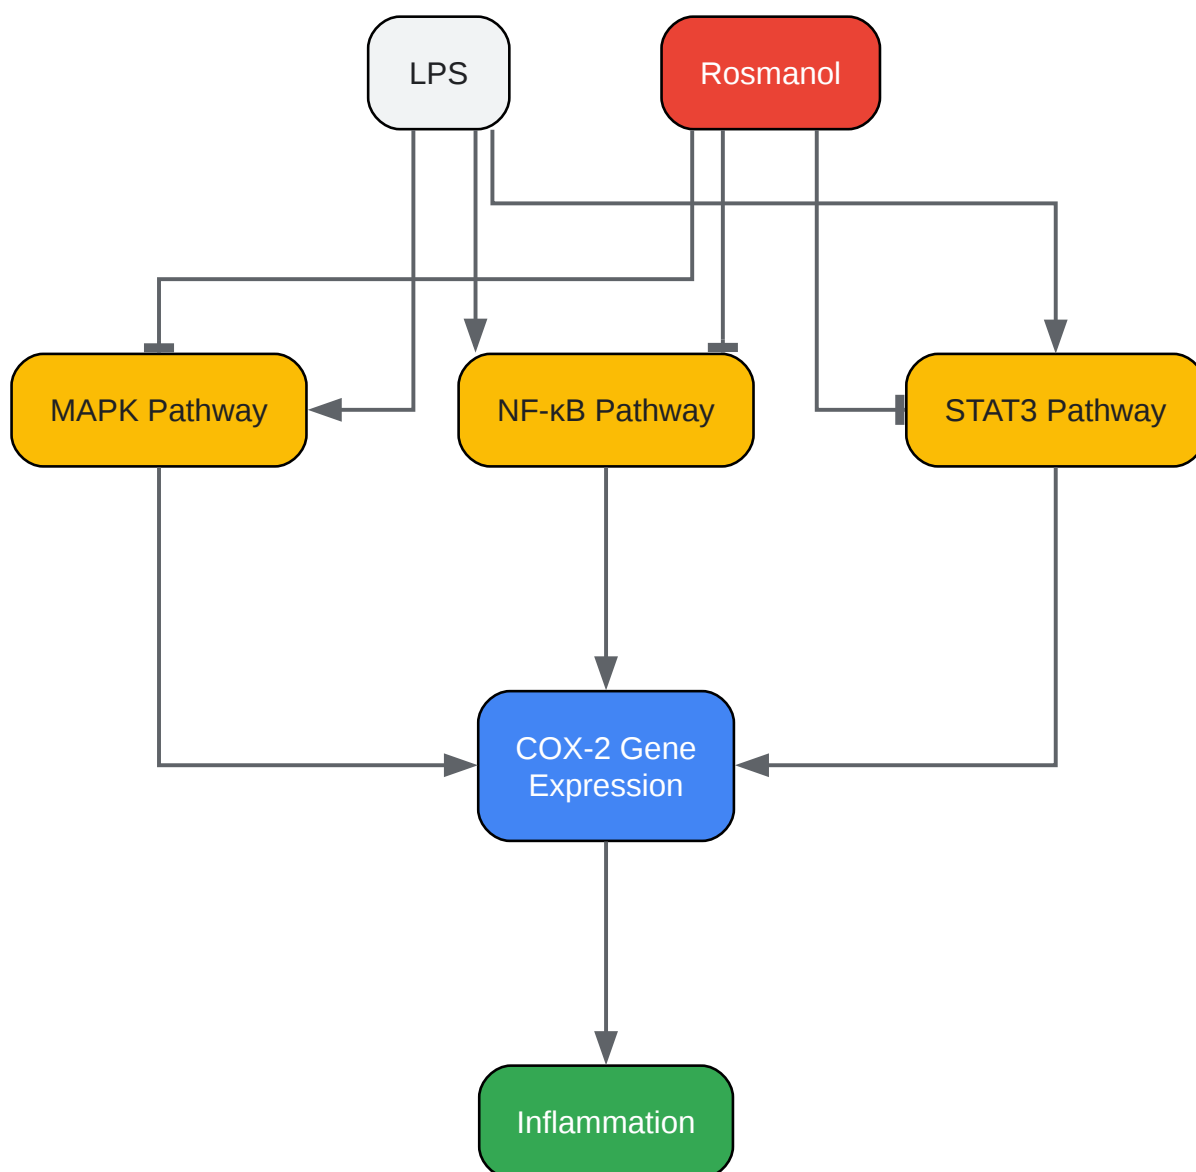 LPS
Rosmanol
MAPK Pathway
NF-κB Pathway
STAT3 Pathway
COX-2 Gene
Expression
Inflammation